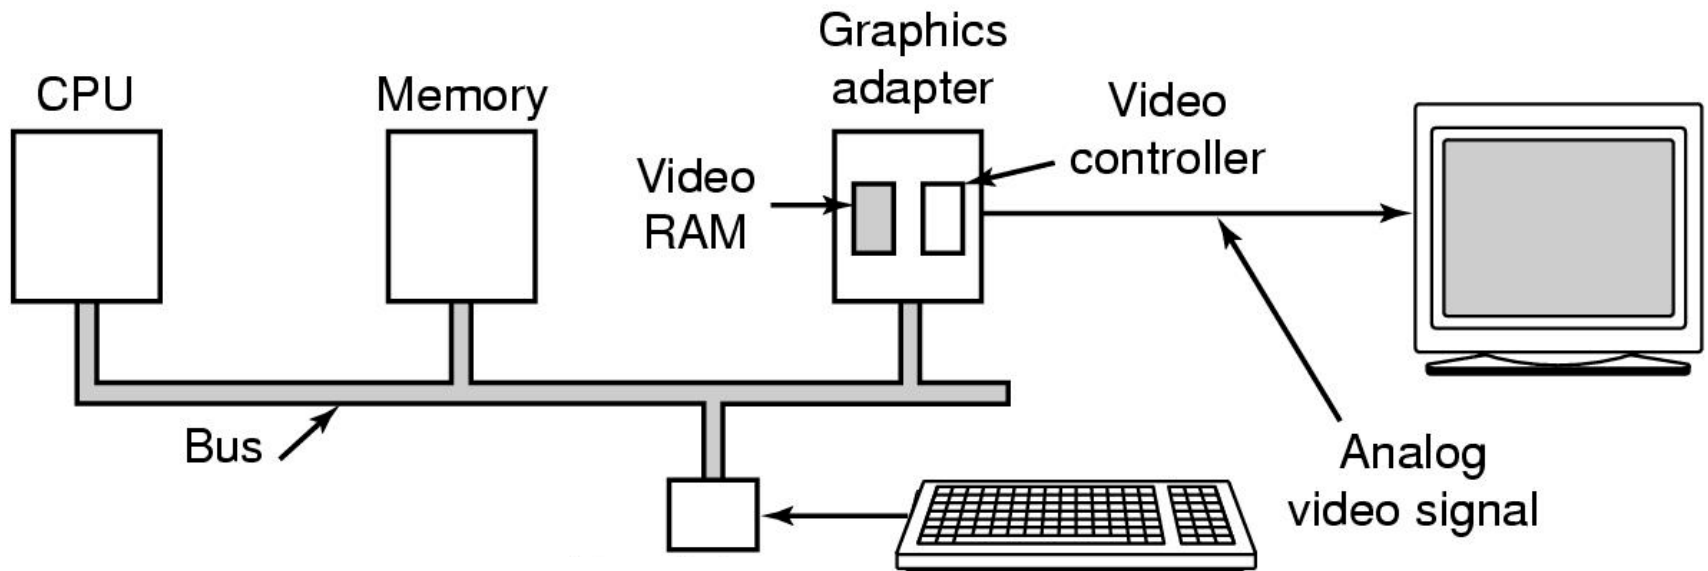 CPU
Memory
Graphics
adapter
Video
controller
Video
RAM
Bus
Analog
video signal